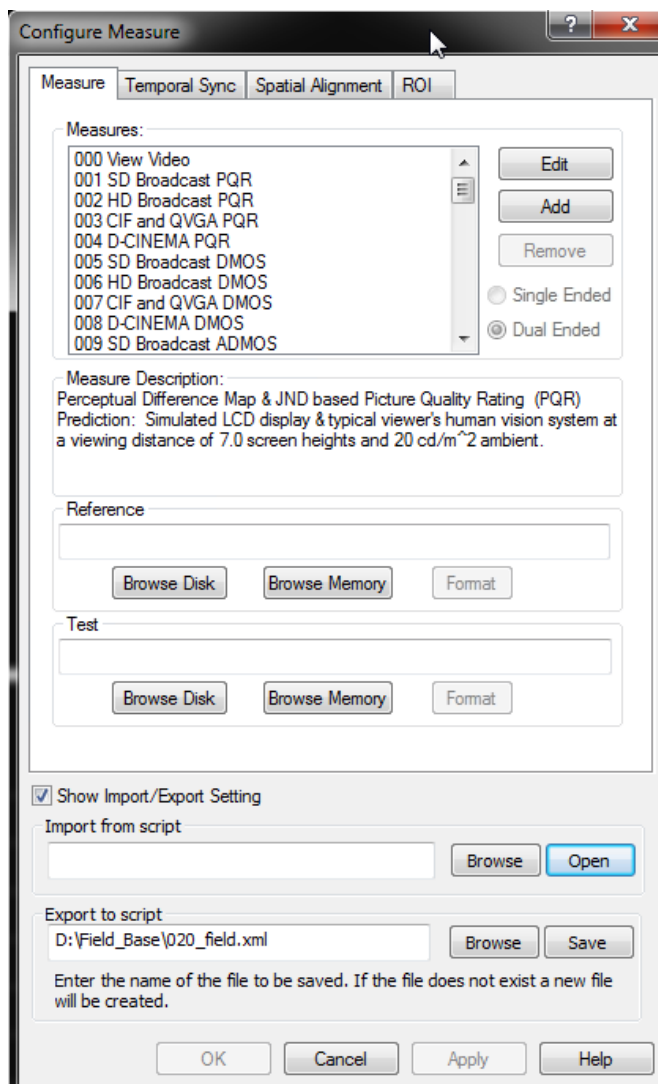 Configure Measure
? X
Measure Temporal Sync Spatial Alignment ROI
Measures:
000 View Video
001 SD Broadcast PQR
002 HD Broadcast PQR
003 CIF and QVGA PQR
004 D-CINEMA PQR
005 SD Broadcast DMOS
006 HD Broadcast DMOS
007 CIF and QVGA DMOS
008 D-CINEMA DMOS
009 SD Broadcast ADMOS
Edit
Add
Remove
Single Ended
Dual Ended
Measure Description:
Perceptual Difference Map & JND based Picture Quality Rating (PQR)
Prediction: Simulated LCD display & typical viewer's human vision system at
a viewing distance of 7.0 screen heights and 20 cd/m^2 ambient.
Reference
Browse Disk Browse Memory Format
Test
Browse Disk Browse Memory Format
Show Import/Export Setting
Import from script
Browse Open
Export to script
D:\Field_Base\020_field.xml Browse Save
Enter the name of the file to be saved. If the file does not exist a new file
will be created.
OK Cancel Apply Help